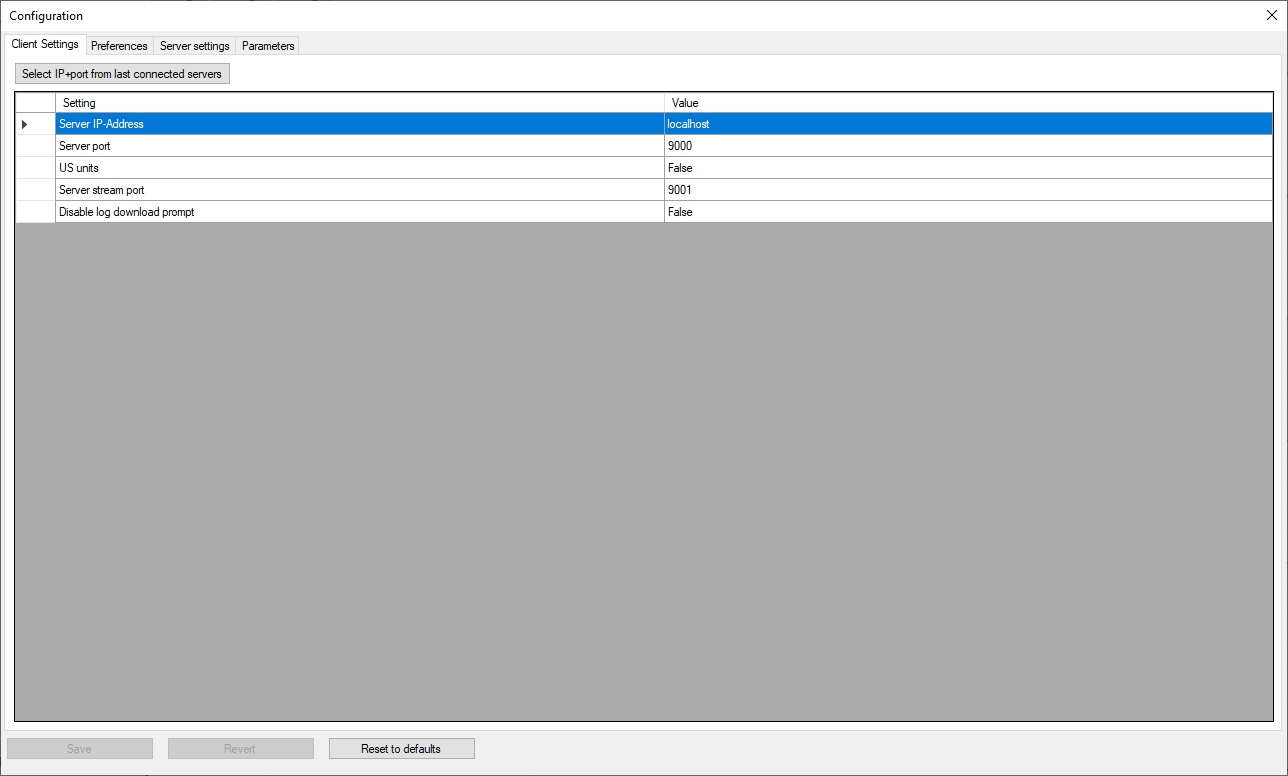 Configuration
Client Settings Preferences Server settings Parameters
Select IP+port from last connected servers
Setting Value
Server IP-Address localhost
Server port 9000
US units False
Server stream port 9001
Disable log download prompt False
Save Revert Reset to defaults